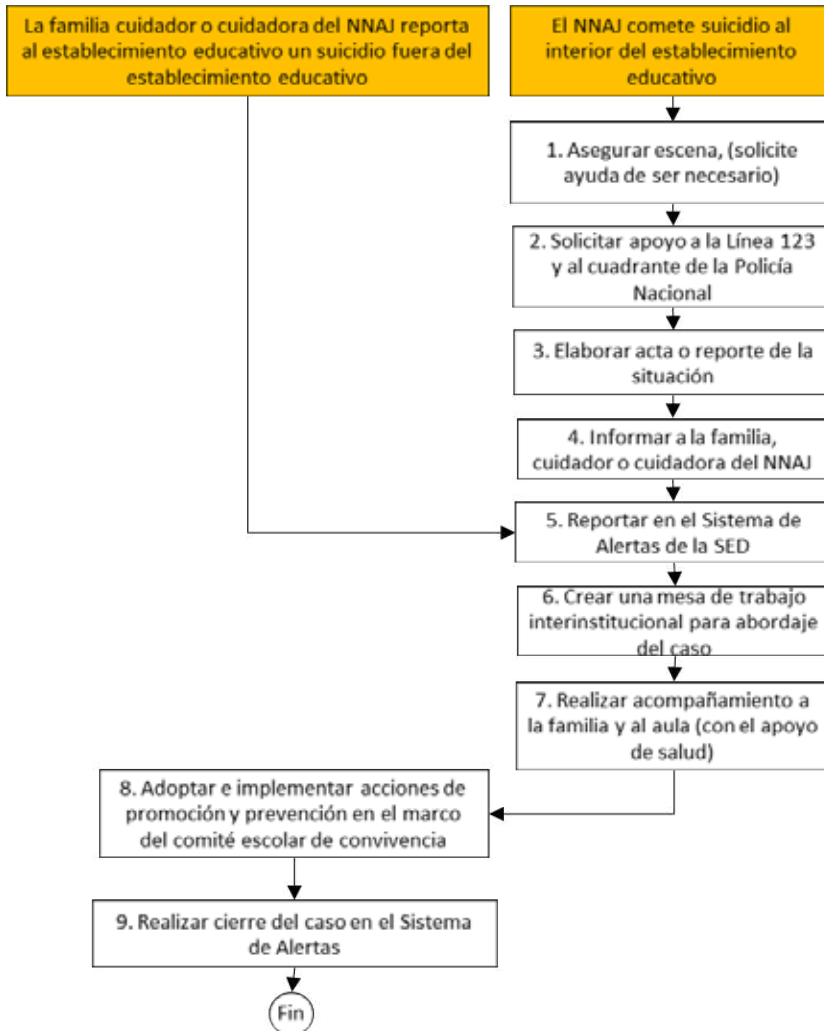 La familia cuidador o cuidadora del NNAJ reporta
al establecimiento educativo un suicidio fuera del
establecimiento educativo
El NNAJ comete suicidio al
interior del establecimiento
educativo
1. Asegurar escena, (solicite
ayuda de ser necesario)
2. Solicitar apoyo a la Línea 123
y al cuadrante de la Policía
Nacional
3. Elaborar acta o reporte de la
situación
4. Informar a la familia,
cuidador o cuidadora del NNAJ
5. Reportar en el Sistema de
Alertas de la SED
6. Crear una mesa de trabajo
interinstitucional para abordaje
del caso
7. Realizar acompañamiento a
la familia y al aula (con el apoyo
de salud)
8. Adoptar e implementar acciones de
promoción y prevención en el marco
del comité escolar de convivencia
9. Realizar cierre del caso en el Sistema
de Alertas
Fin